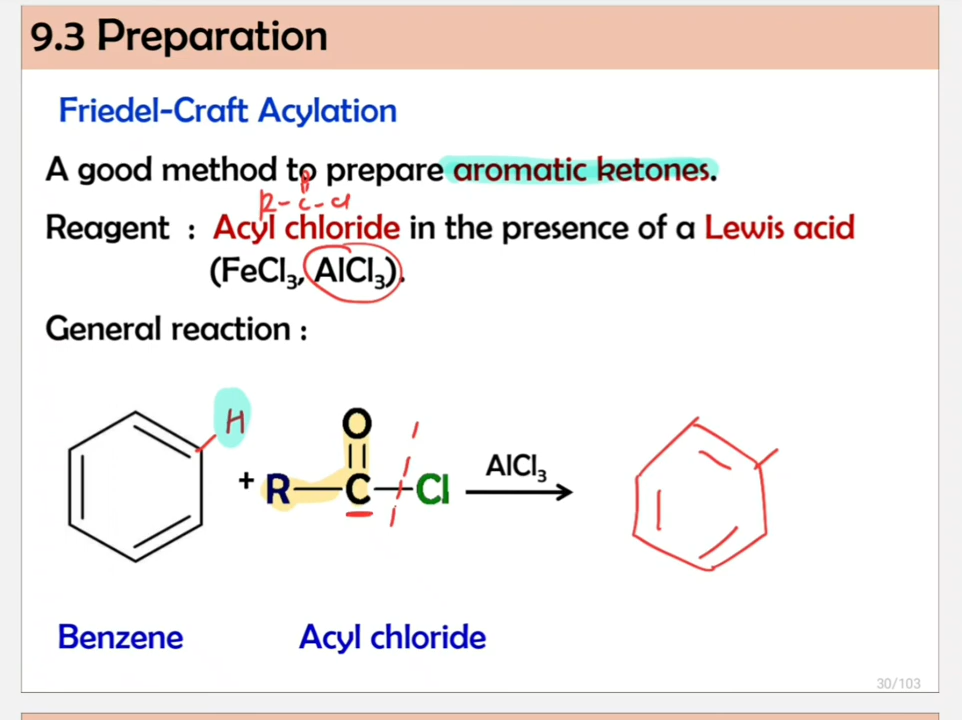 9.3 Preparation
Friedel-Craft Acylation
A good method to prepare aromatic ketones.
R-C-Cl
Reagent : Acyl chloride in the presence of a Lewis acid
(FeCl₃, AlCl₃).
General reaction :
H
O
+ R—C—Cl
AlCl₃
Benzene
Acyl chloride
30/103